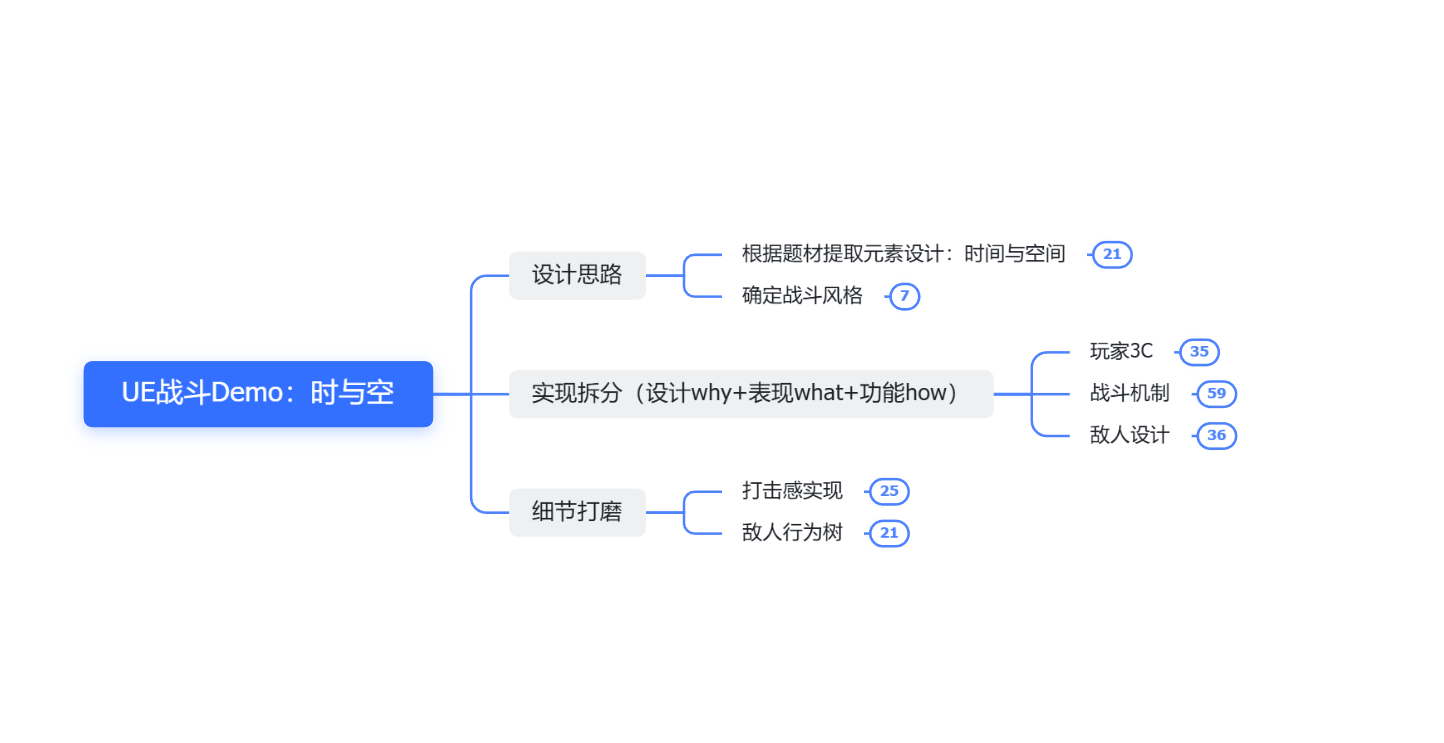 UE战斗Demo：时与空
设计思路
根据题材提取元素设计：时间与空间
21
确定战斗风格
7
实现拆分（设计why+表现what+功能how）
玩家3C
35
战斗机制
59
敌人设计
36
细节打磨
打击感实现
25
敌人行为树
21